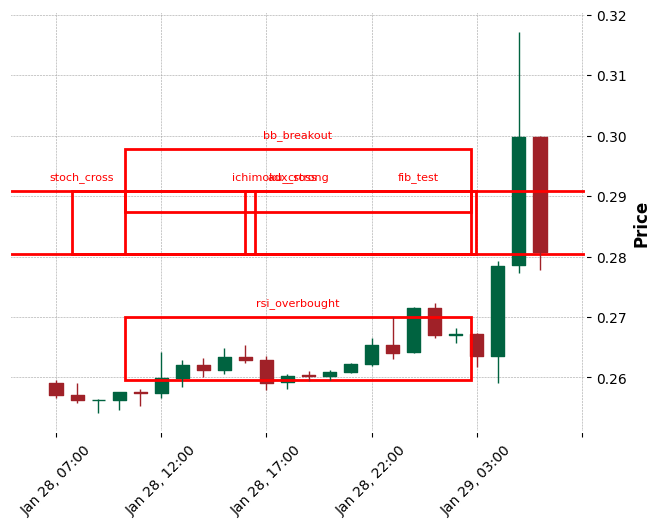 0.32
0.31
bb_breakout
0.30
stoch_cross
fib_test
0.29
Price
0.28
rsi_overbought
0.27
0.26
Jan 28, 07:00
Jan 28, 12:00
Jan 28, 17:00
Jan 28, 22:00
Jan 29, 03:00